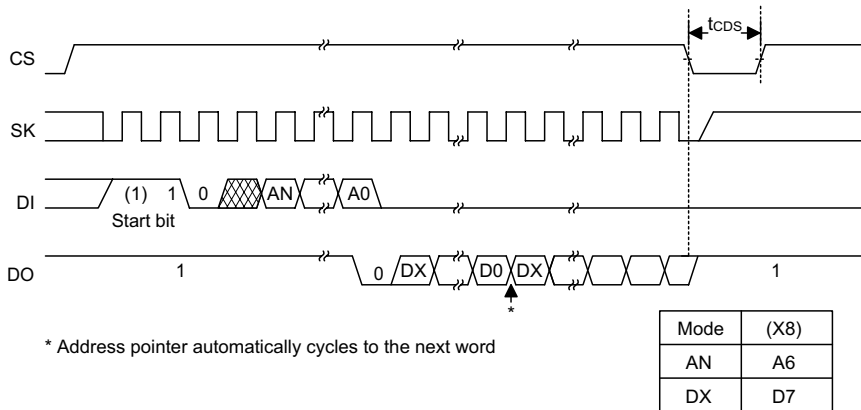 tCDS
CS
SK
DI (1) 1 0 AN A0
Start bit
DO 1 0 DX D0 DX 1
*
* Address pointer automatically cycles to the next word
Mode (X8)
AN A6
DX D7